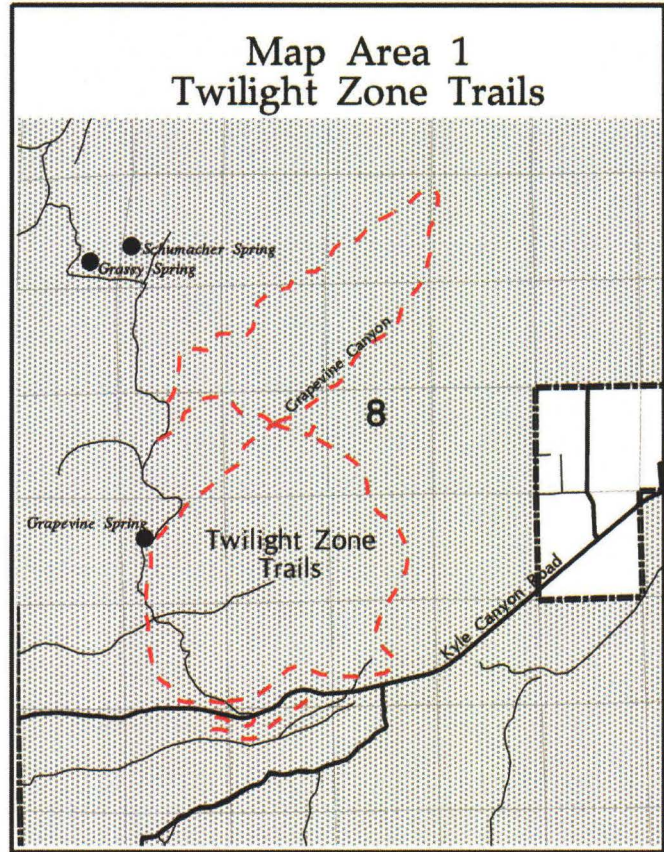 Map Area 1
Twilight Zone Trails
Schumacher Spring
Grassy Spring
Grapevine Canyon
8
Grapevine Spring
Twilight Zone
Trails
Kyle Canyon Road